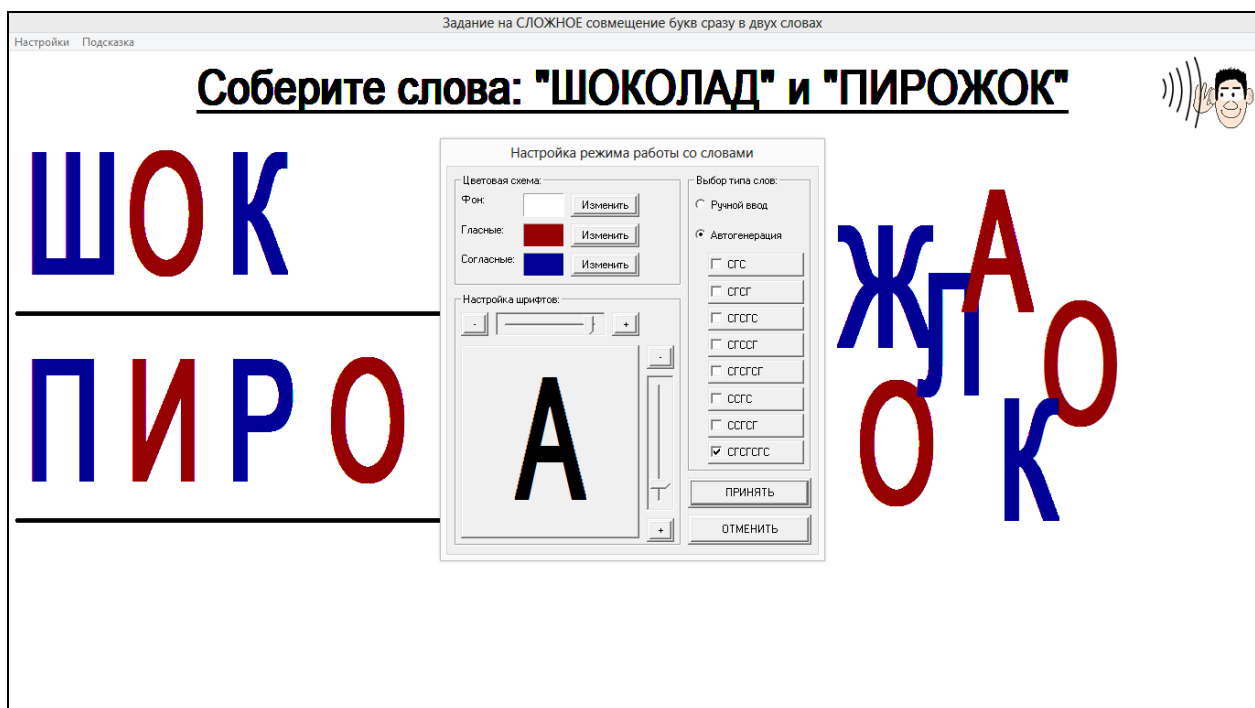 Задание на СЛОЖНОЕ совмещение букв сразу в двух словах
Настройки Подсказка
Соберите слова: "ШОКОЛАД" и "ПИРОЖОК"
ШОК
ПИРО
Настройка режима работы со словами
Цветовая схема:
Фон:
Изменить
Гласные:
Изменить
Согласные:
Изменить
Настройка шрифтов:
-
+
А
-
+
Выбор типа слов:
Ручной ввод
Автогенерация
СГС
СГСГ
СГСГС
СГССГ
СГСГСГ
ССГС
ССГСГ
СГСГСГС
ПРИНЯТЬ
ОТМЕНИТЬ
Ж
Л
А
О
О
К